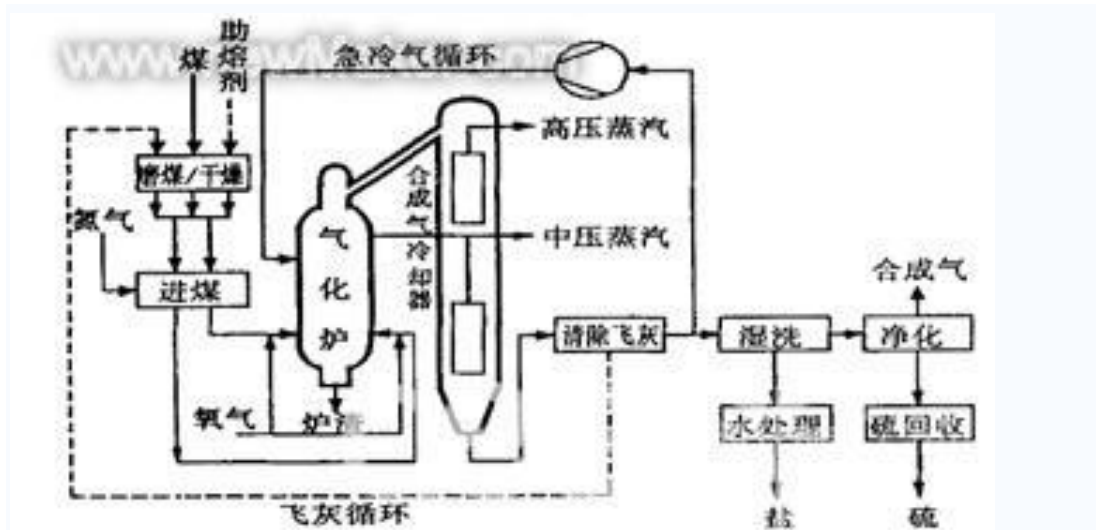 助熔剂
煤
急冷气循环
高压蒸汽
磨煤/干燥
合成气冷却器
氮气
气化炉
中压蒸汽
合成气
进煤
清除飞灰
湿洗
净化
氧气
炉渣
水处理
硫回收
飞灰循环
盐
硫